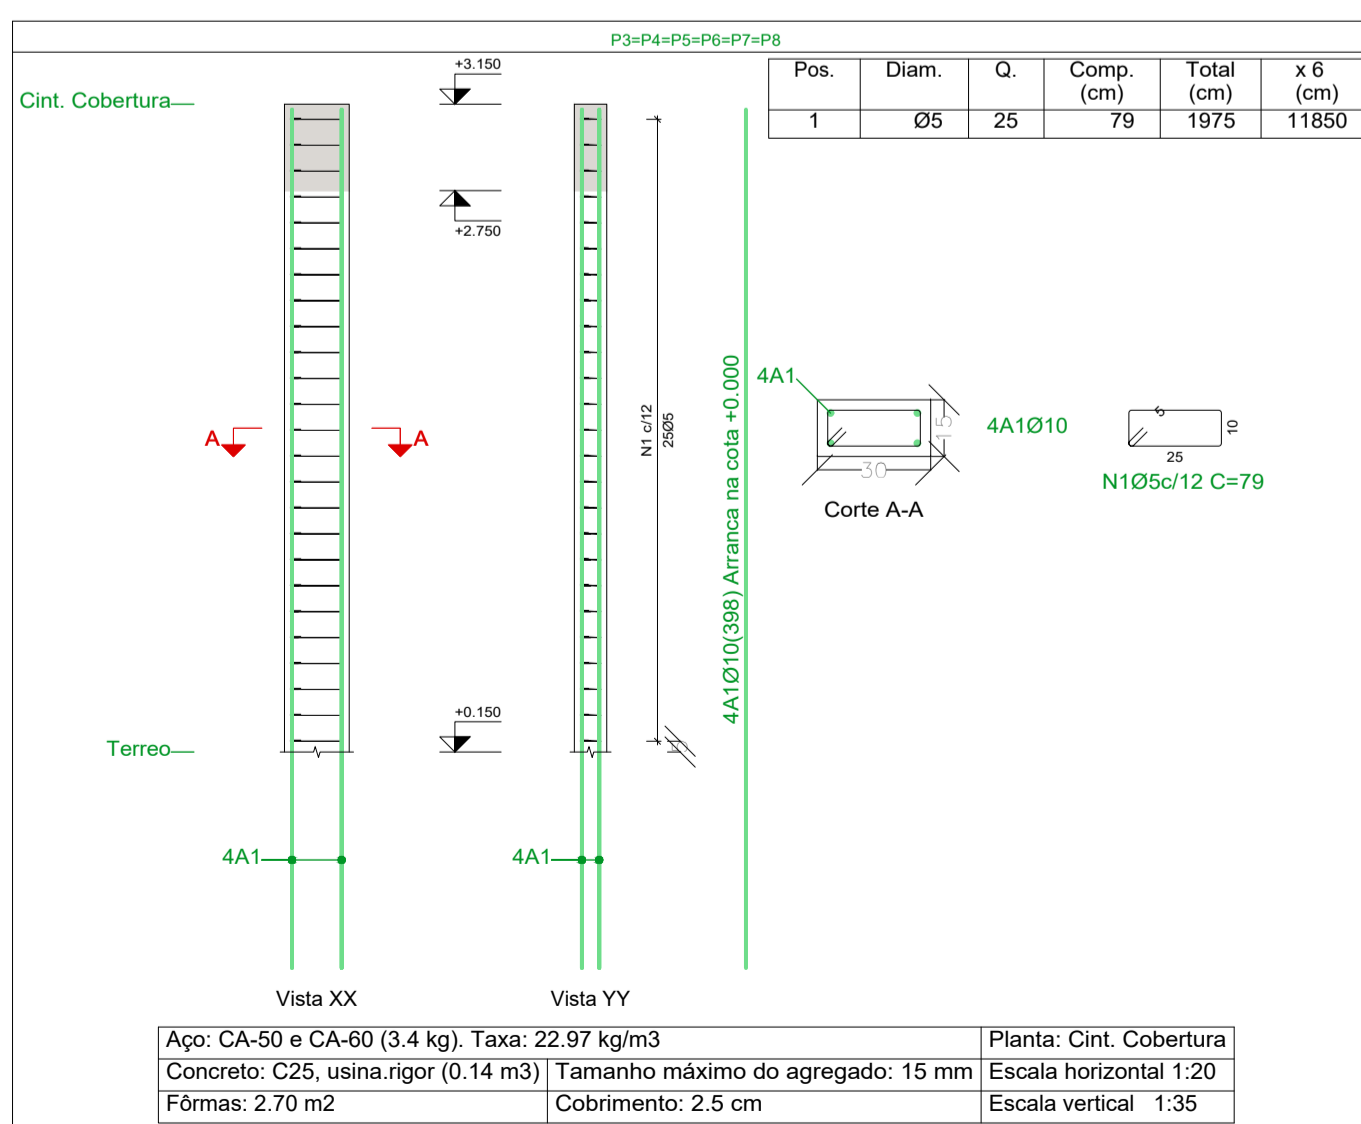 P3=P4=P5=P6=P7=P8
Pos. Diam. Q. Comp. (cm) Total (cm) x 6 (cm)
1 Ø5 25 79 1975 11850
Cint. Cobertura
+3.150
+2.750
A A
N1 c/12
25Ø5
4A1Ø10(398) Arranca na cota +0.000
4A1
15
30
4A1Ø10
Corte A-A
5
10
25
N1Ø5c/12 C=79
+0.150
Terreo
4A1 4A1
Vista XX Vista YY
Aço: CA-50 e CA-60 (3.4 kg). Taxa: 22.97 kg/m3 Planta: Cint. Cobertura
Concreto: C25, usina.rigor (0.14 m3) Tamanho máximo do agregado: 15 mm Escala horizontal 1:20
Fôrmas: 2.70 m2 Cobrimento: 2.5 cm Escala vertical 1:35